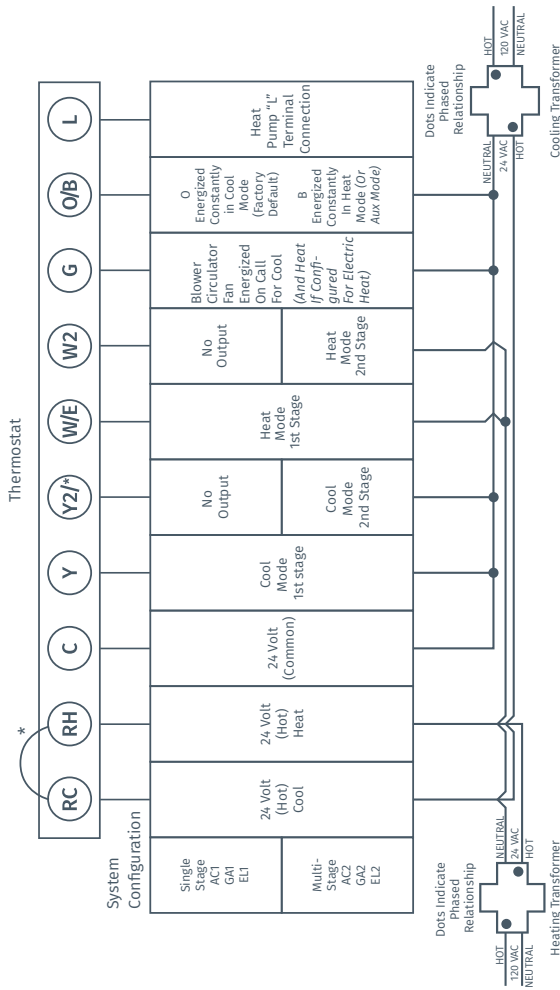 Thermostat
*
RC
RH
C
Y
Y2/*
W/E
W2
G
O/B
L
System
Configuration
Single
Stage
AC1
GA1
EL1
Multi-
Stage
AC2
GA2
EL2
24 Volt
(Hot)
Cool
24 Volt
(Hot)
Heat
24 Volt
(Common)
Cool
Mode
1st stage
No
Output
Cool
Mode
2nd Stage
Heat
Mode
1st Stage
No
Output
Heat
Mode
2nd Stage
Blower
Circulator
Fan
Energized
On Call
For Cool
(And Heat
If Confi-
gured
For Electric
Heat)
O
Energized
Constantly
in Cool
Mode
(Factory
Default)
B
Energized
Constantly
In Heat
Mode (Or
Aux Mode)
Heat
Pump “L”
Terminal
Connection
Dots Indicate
Phased
Relationship
HOT
120 VAC
NEUTRAL
NEUTRAL
24 VAC
HOT
Heating Transformer
Dots Indicate
Phased
Relationship
NEUTRAL
24 VAC
HOT
HOT
120 VAC
NEUTRAL
Cooling Transformer